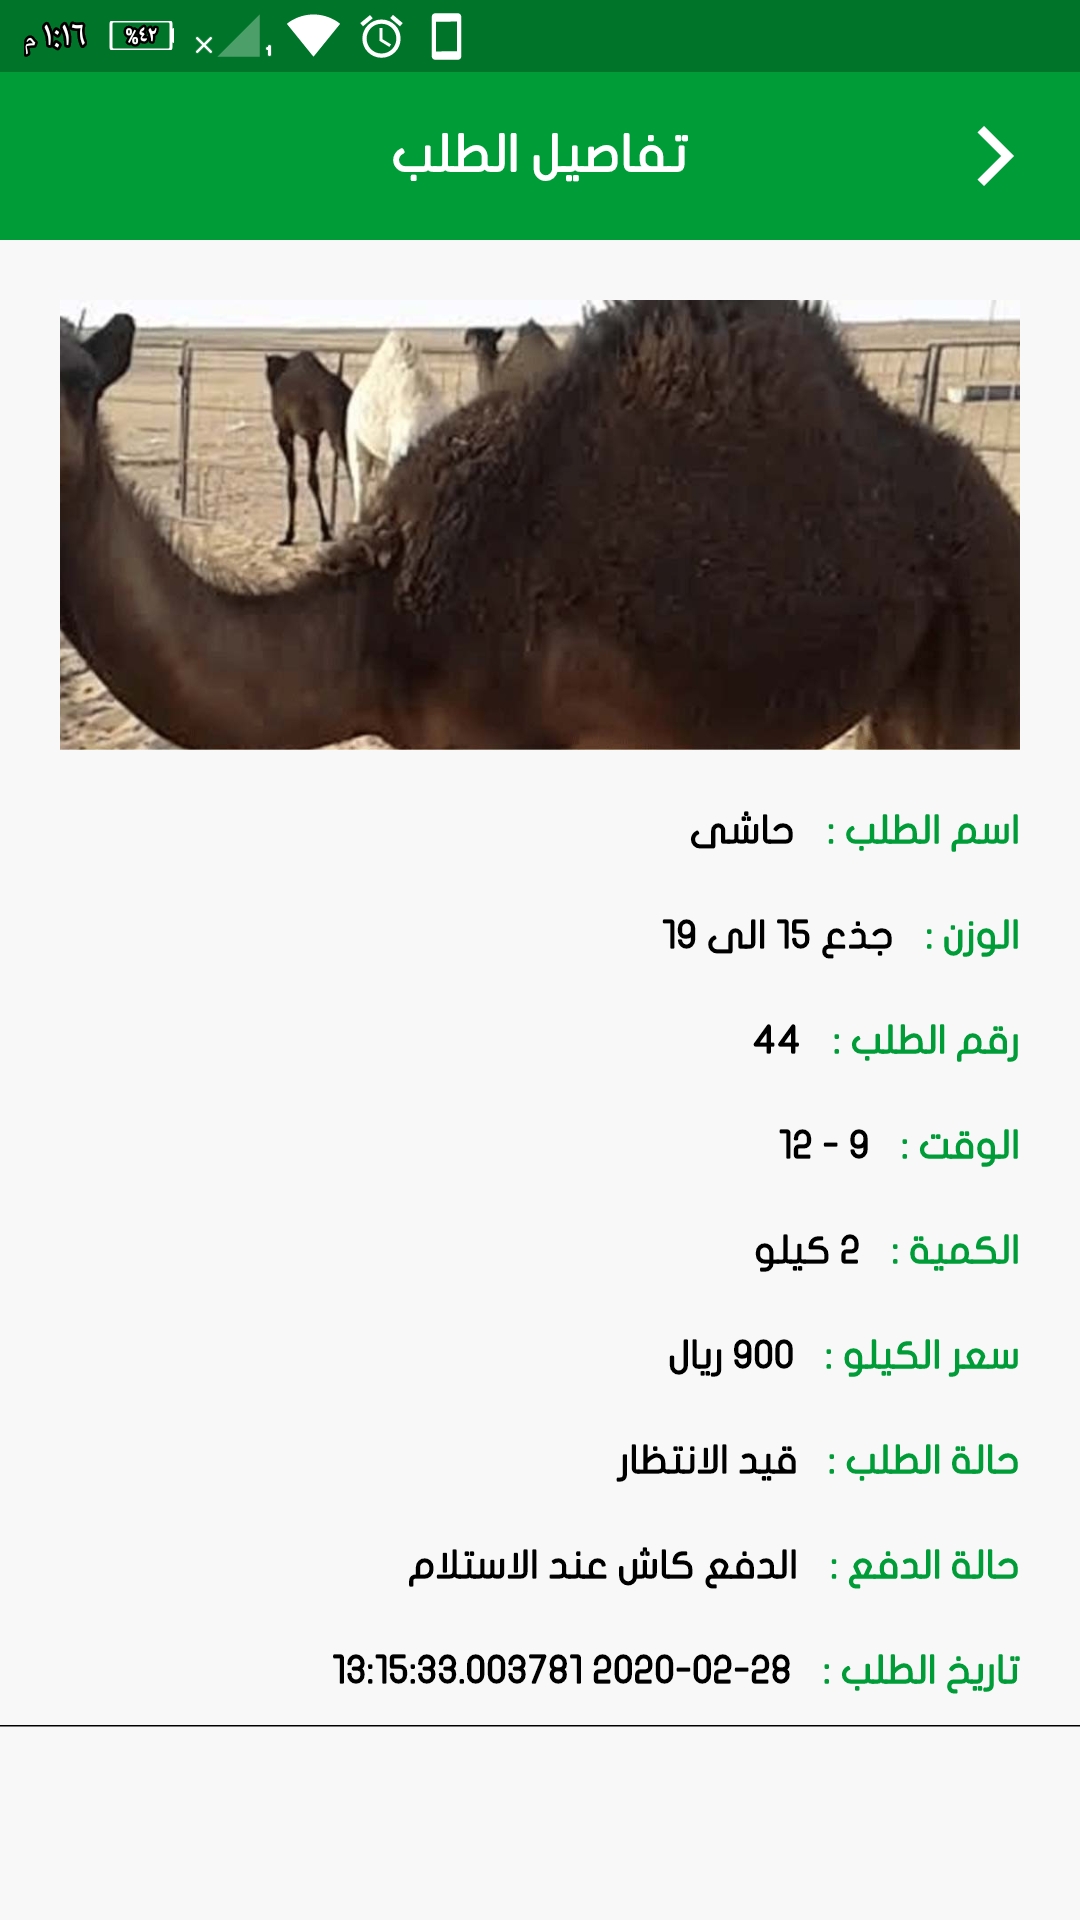 ١:١٦ م
%٤٢
تفاصيل الطلب
اسم الطلب : حاشى
الوزن : جذع 15 الى 19
رقم الطلب : 44
الوقت : 9 - 12
الكمية : 2 كيلو
سعر الكيلو : 900 ريال
حالة الطلب : قيد الانتظار
حالة الدفع : الدفع كاش عند الاستلام
تاريخ الطلب : 2020-02-28 13:15:33.003781